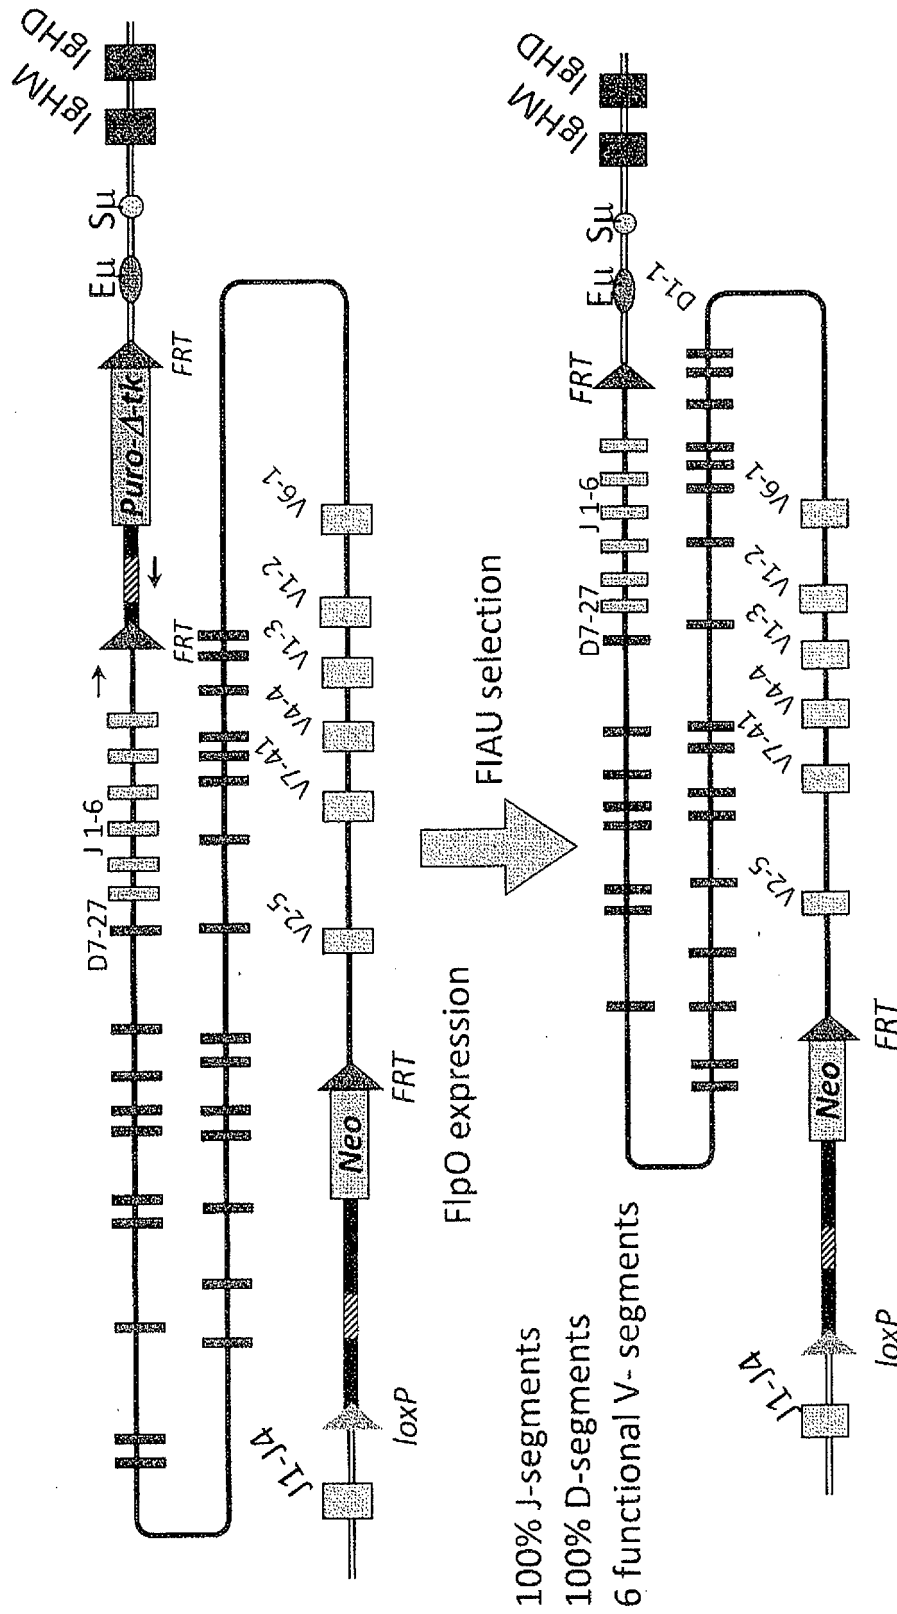 IgHD
IgHM
Sµ
Eµ
Puro-Δ-tk
FRT
FRT
J 1-6
D7-27
V6-1
V1-2
V1-3
V4-4
V7-41
V2-5
FRT
Neo
loxP
J1-J4
FlpO expression
FIAU selection
100% J-segments
100% D-segments
6 functional V- segments
IgHD
IgHM
Sµ
Eµ
D1-1
FRT
J 1-6
D7-27
V6-1
V1-2
V1-3
V4-4
V7-41
V2-5
FRT
Neo
loxP
J1-J4